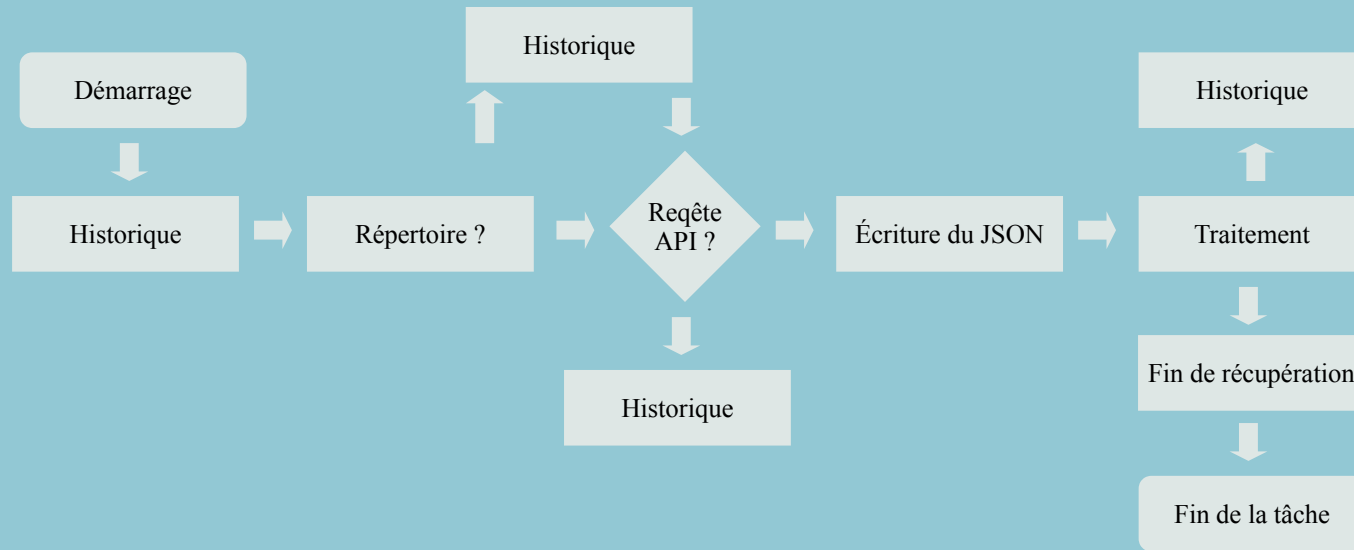 Historique
Démarrage
Historique
Historique
Répertoire ?
Reqête
API ?
Écriture du JSON
Traitement
Historique
Fin de récupération
Historique
Fin de la tâche